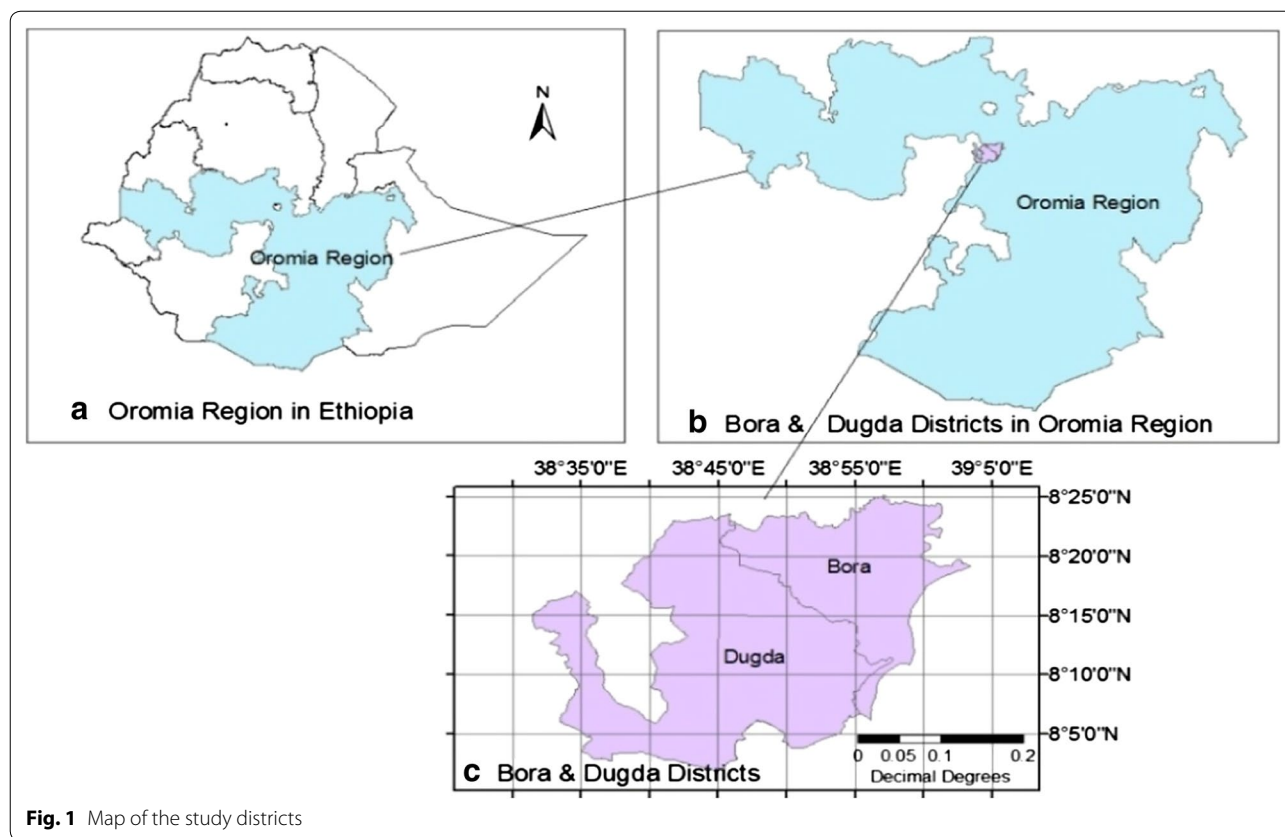 N
Oromia Region
a Oromia Region in Ethiopia
Oromia Region
b Bora & Dugda Districts in Oromia Region
38°35'0"E 38°45'0"E 38°55'0"E 39°5'0"E
8°25'0"N
8°20'0"N
8°15'0"N
8°10'0"N
8°5'0"N
Bora
Dugda
0 0.05 0.1 0.2
Decimal Degrees
c Bora & Dugda Districts
Fig. 1 Map of the study districts